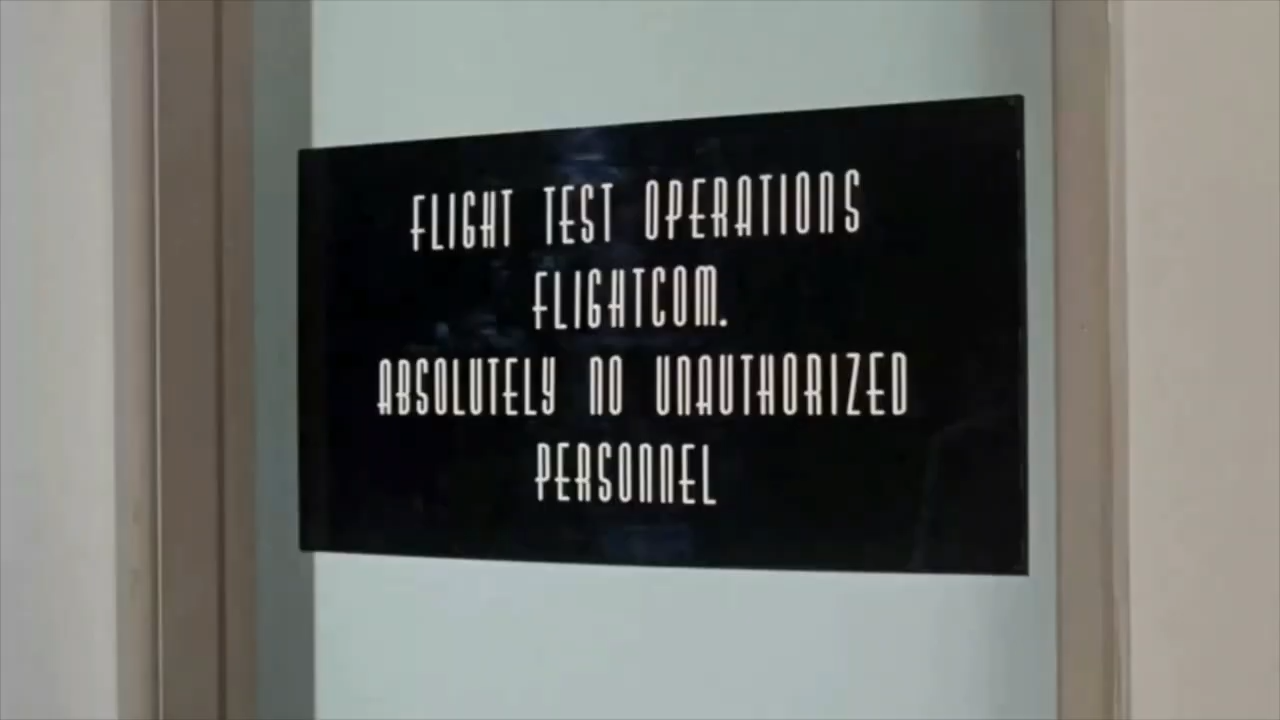 FLIGHT TEST OPERATIONS
FLIGHTCOM.
ABSOLUTELY NO UNAUTHORIZED
PERSONNEL